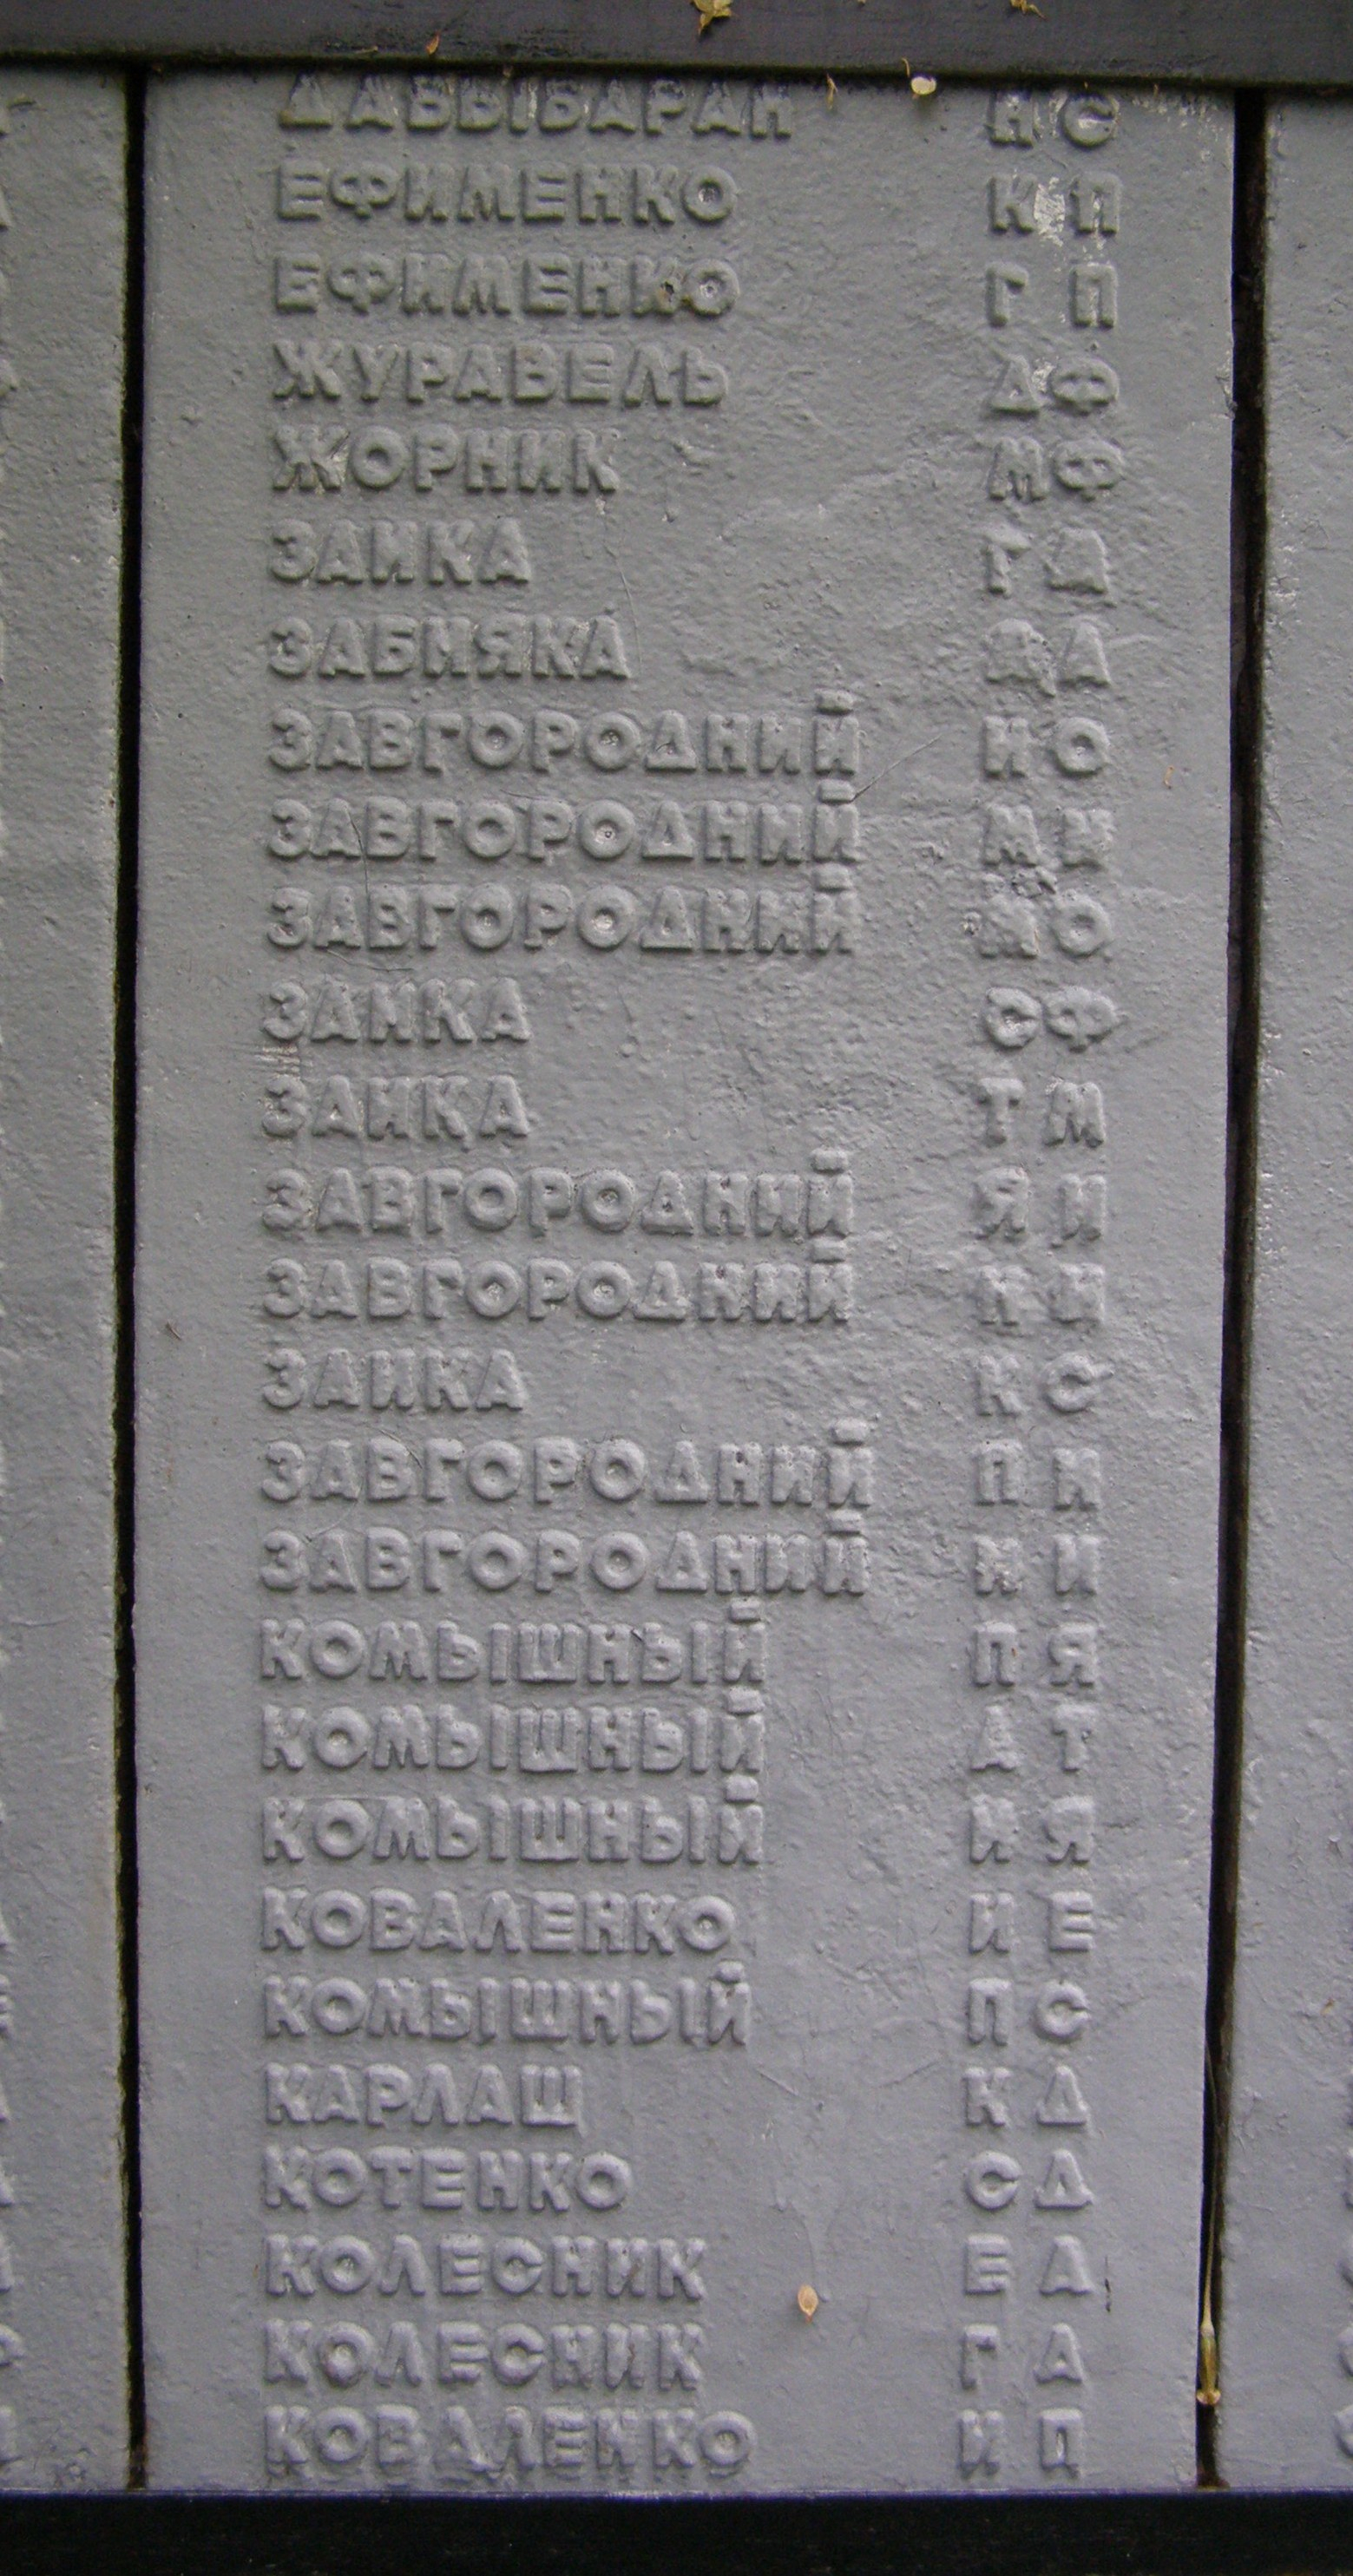 ДАВЫБАРАН Н С
ЕФИМЕНКО К П
ЕФИМЕНКО Г П
ЖУРАВЕЛЬ Д Ф
ЖОРНИК М Ф
ЗАИКА Г Д
ЗАБИЯКА Д А
ЗАВГОРОДНИЙ И О
ЗАВГОРОДНИЙ М И
ЗАВГОРОДНИЙ М О
ЗАИКА С Ф
ЗАИКА Т М
ЗАВГОРОДНИЙ Я И
ЗАВГОРОДНИЙ Н И
ЗАИКА К С
ЗАВГОРОДНИЙ П И
ЗАВГОРОДНИЙ И И
КОМЫШНЫЙ П Я
КОМЫШНЫЙ А Т
КОМЫШНЫЙ И Я
КОВАЛЕНКО И Е
КОМЫШНЫЙ П С
КАРЛАЩ Н Д
КОТЕНКО С Д
КОЛЕСНИК Е А
КОЛЕСНИК Г А
КОВАЛЕНКО И П